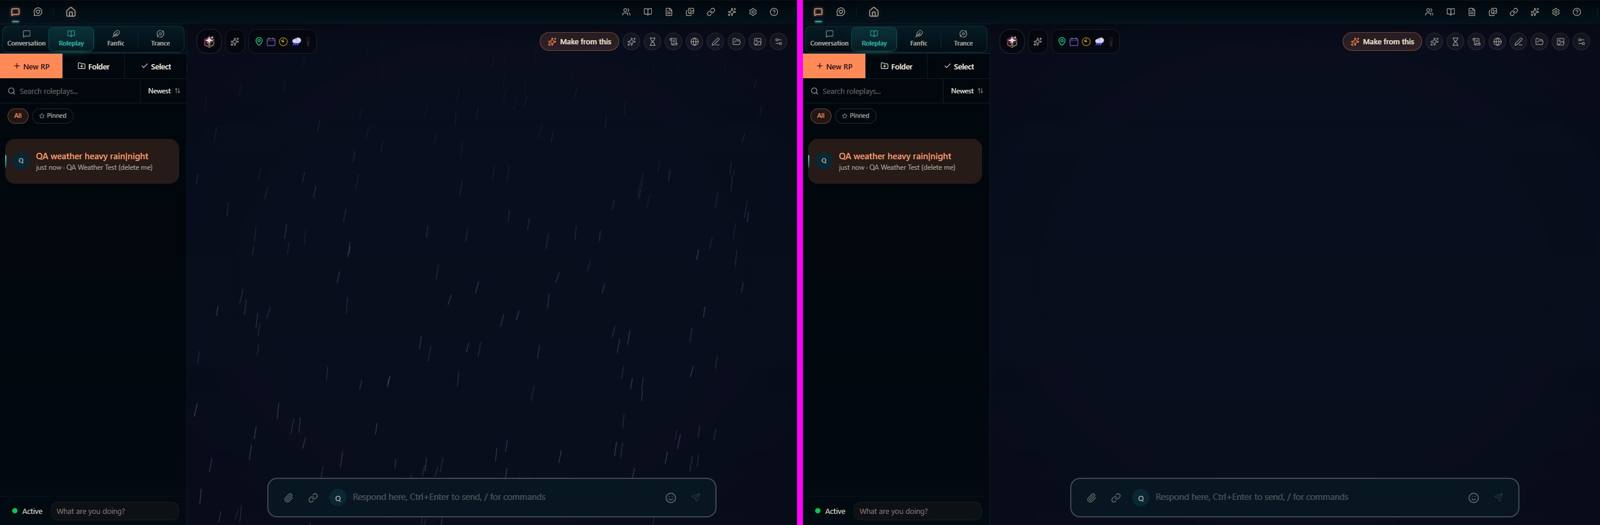 Conversation Roleplay Fanfic Trance
Make from this
New RP Folder Select
Search roleplays... Newest
All Pinned
Q QA weather heavy rain|night
just now · QA Weather Test (delete me)
Q Respond here, Ctrl+Enter to send, / for commands
Active What are you doing?
Conversation Roleplay Fanfic Trance
Make from this
New RP Folder Select
Search roleplays... Newest
All Pinned
Q QA weather heavy rain|night
just now · QA Weather Test (delete me)
Q Respond here, Ctrl+Enter to send, / for commands
Active What are you doing?